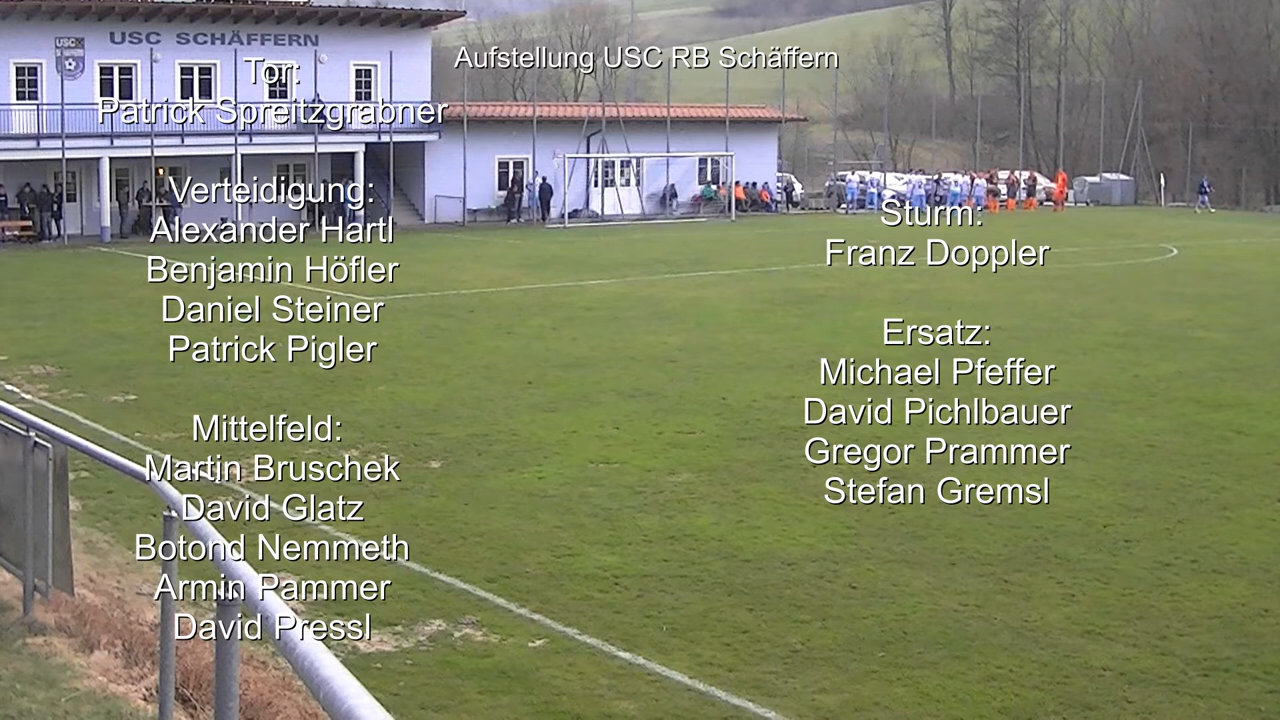 USC SCHÄFFERN
USC
Aufstellung USC RB Schäffern
Tor:
Patrick Spreitzgrabner
Verteidigung:
Alexander Hartl
Benjamin Höfler
Daniel Steiner
Patrick Pigler
Mittelfeld:
Martin Bruschek
David Glatz
Botond Nemmeth
Armin Pammer
David Pressl
Sturm:
Franz Doppler
Ersatz:
Michael Pfeffer
David Pichlbauer
Gregor Prammer
Stefan Gremsl